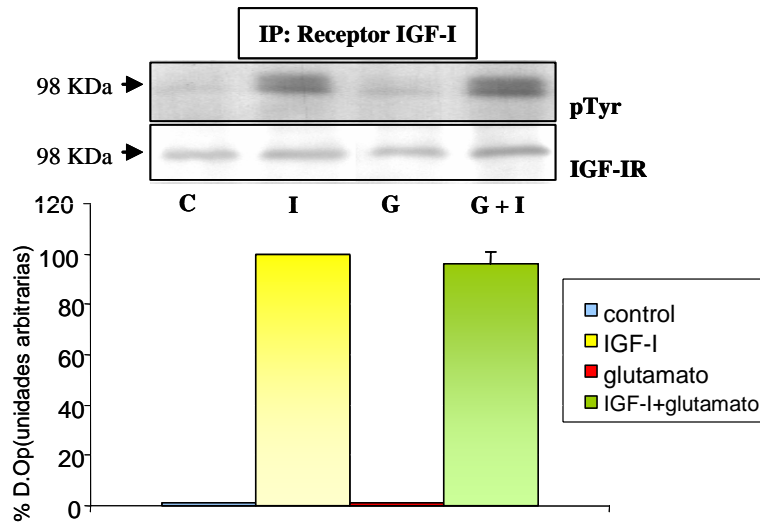 IP: Receptor IGF-I
98 KDa
pTyr
98 KDa
IGF-IR
C I G G + I
% D.Op(unidades arbitrarias)
120
100
80
60
40
20
0
control
IGF-I
glutamato
IGF-I+glutamato